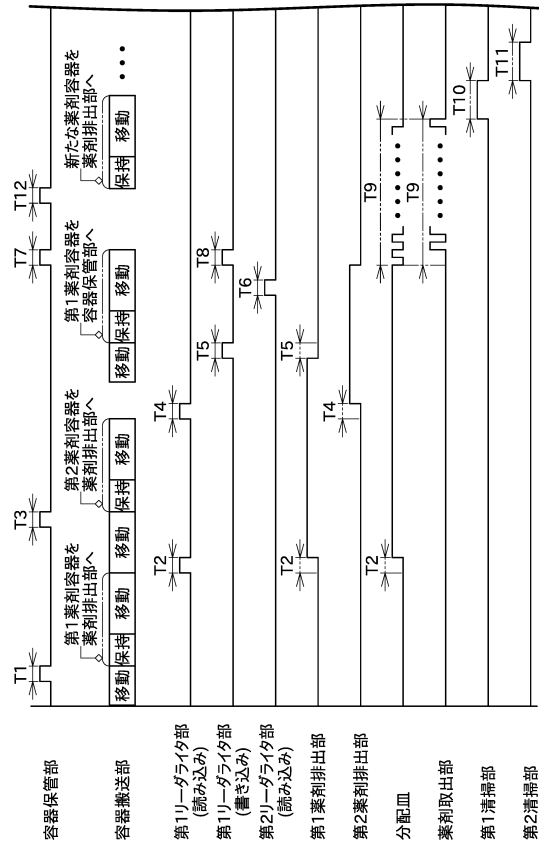 T1
T3
T7
T12
容器保管部
第1薬剤容器を
薬剤排出部へ
第2薬剤容器を
薬剤排出部へ
第1薬剤容器を
容器保管部へ
新たな薬剤容器を
薬剤排出部へ
容器搬送部
移動
保持
移動
移動
保持
移動
移動
保持
移動
保持
移動
第1リーダライタ部
(読み込み)
T2
T4
第1リーダライタ部
(書き込み)
T5
T8
第2リーダライタ部
(読み込み)
T6
第1薬剤排出部
T2
T5
第2薬剤排出部
T4
分配皿
T2
T9
薬剤取出部
T9
第1清掃部
T10
第2清掃部
T11